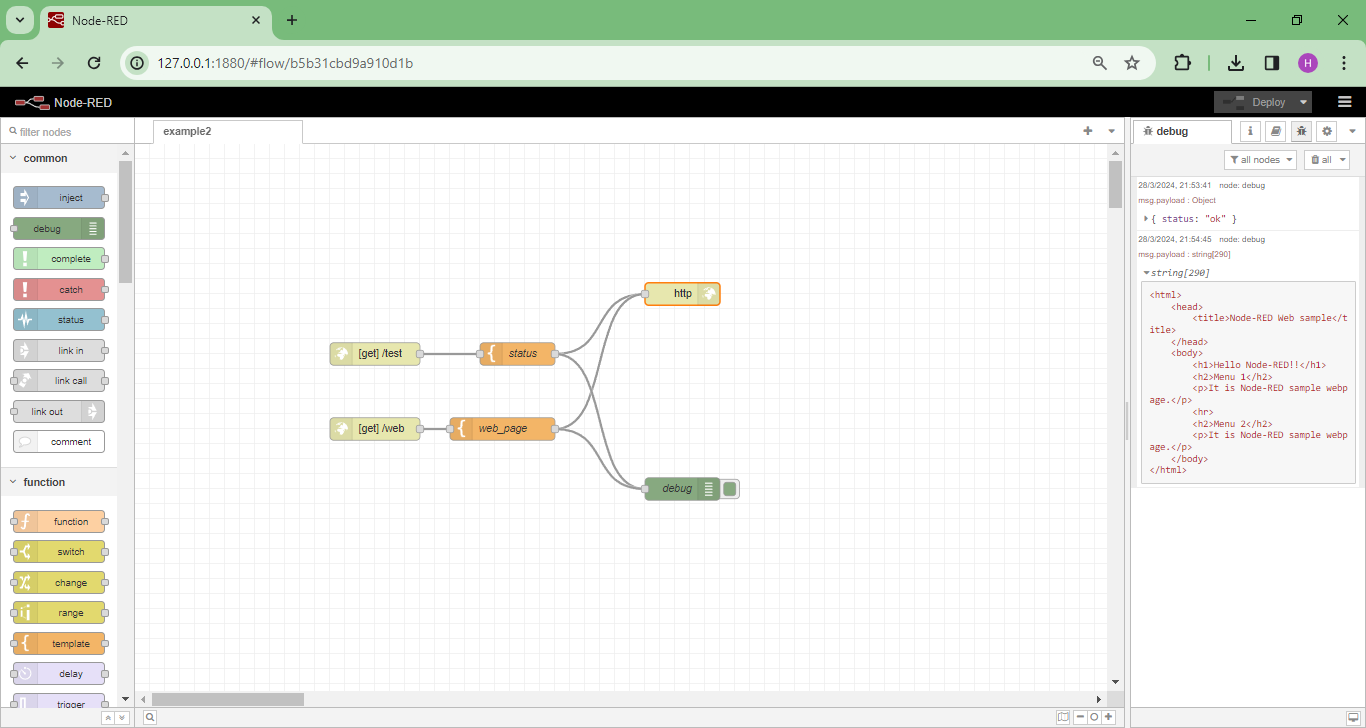 Node-RED
127.0.0.1:1880/#flow/b5b31cbd9a910d1b
H
Node-RED
Deploy
filter nodes
common
inject
debug
complete
catch
status
link in
link call
link out
comment
function
function
switch
change
range
template
delay
trigger
example2
[get] /test
status
http
[get] /web
web_page
debug
debug
all nodes
all
28/3/2024, 21:53:41 node: debug
msg.payload : Object
{ status: "ok" }
28/3/2024, 21:54:45 node: debug
msg.payload : string[290]
string[290]
<html>
<head>
<title>Node-RED Web sample</t
itle>
</head>
<body>
<h1>Hello Node-RED!!</h1>
<h2>Menu 1</h2>
<p>It is Node-RED sample webp
age.</p>
<hr>
<h2>Menu 2</h2>
<p>It is Node-RED sample webp
age.</p>
</body>
</html>